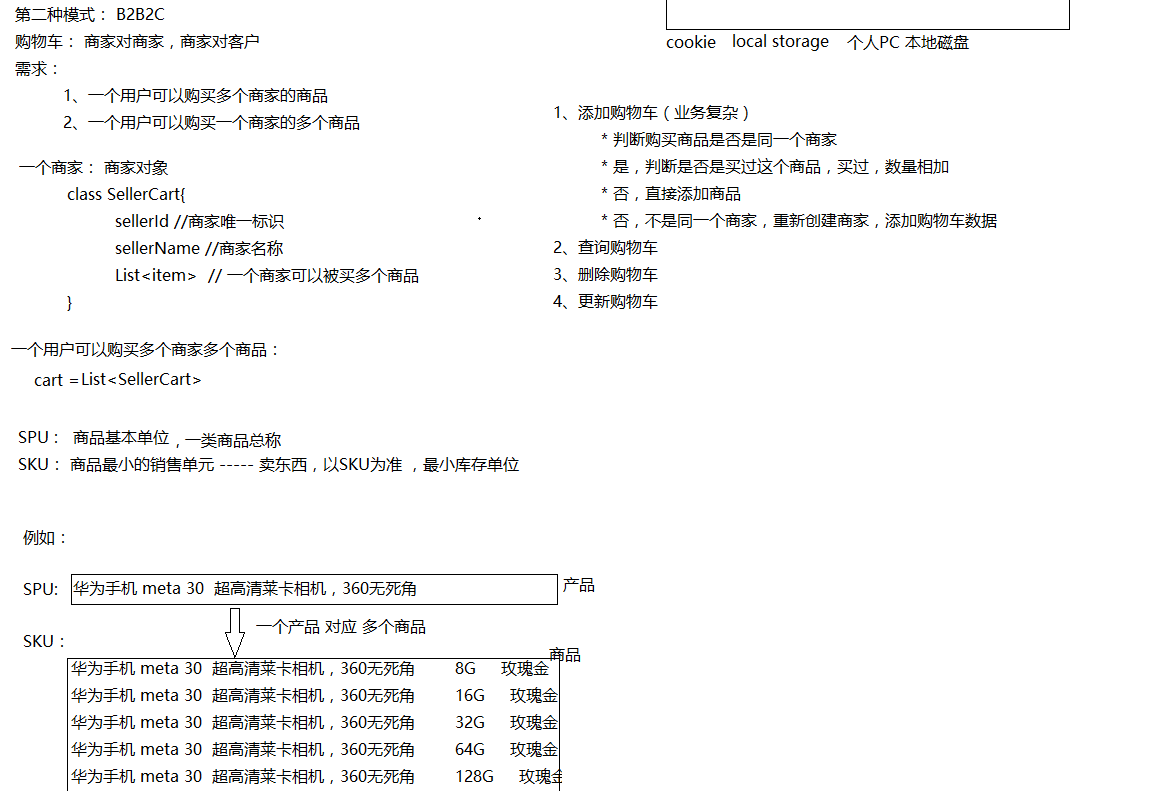 第二种模式： B2B2C
购物车： 商家对商家，商家对客户
需求：
1、一个用户可以购买多个商家的商品
2、一个用户可以购买一个商家的多个商品
一个商家： 商家对象
class SellerCart{
sellerId //商家唯一标识
sellerName //商家名称
List<item> // 一个商家可以被买多个商品
}
一个用户可以购买多个商家多个商品：
cart =List<SellerCart>
cookie local storage 个人PC 本地磁盘
1、添加购物车（业务复杂）
* 判断购买商品是否是同一个商家
* 是，判断是否是买过这个商品，买过，数量相加
* 否，直接添加商品
* 否，不是同一个商家，重新创建商家，添加购物车数据
2、查询购物车
3、删除购物车
4、更新购物车
SPU： 商品基本单位，一类商品总称
SKU： 商品最小的销售单元 ----- 卖东西，以SKU为准 ，最小库存单位
例如：
SPU: 华为手机 meta 30 超高清莱卡相机，360无死角 产品
一个产品 对应 多个商品
SKU：
商品
华为手机 meta 30 超高清莱卡相机，360无死角 8G 玫瑰金
华为手机 meta 30 超高清莱卡相机，360无死角 16G 玫瑰金
华为手机 meta 30 超高清莱卡相机，360无死角 32G 玫瑰金
华为手机 meta 30 超高清莱卡相机，360无死角 64G 玫瑰金
华为手机 meta 30 超高清莱卡相机，360无死角 128G 玫瑰金